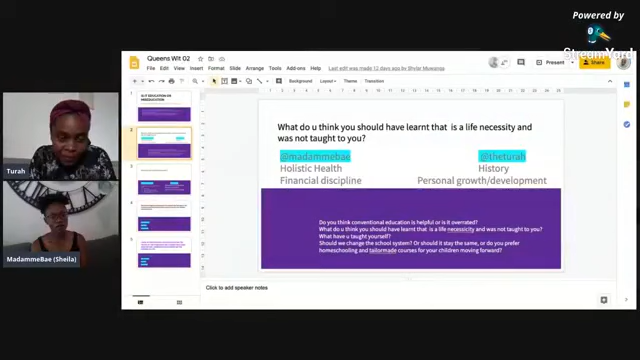 Powered by
StreamYard
Queens Wit 02
File Edit View Insert Format Slide Arrange Tools Add-ons Help Last edit was made 12 days ago by Shylar Muwanga
Present
Share
Background Layout Theme Transition
What do u think you should have learnt that is a life necessity and
was not taught to you?
@madammebae @theturah
Holistic Health History
Financial discipline Personal growth/development
Do you think conventional education is helpful or is it overrated?
What do u think you should have learnt that is a life necessicity and was not taught to you?
What have u taught yourself?
Should we change the school system? Or should it stay the same, or do you prefer
homeschooling and tailormade courses for your children moving forward?
Turah
MadammeBae (Sheila)
Click to add speaker notes